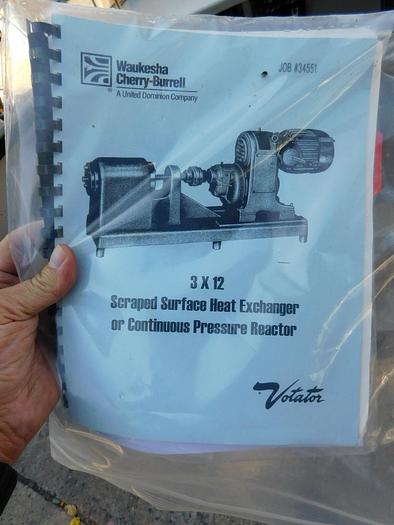 Waukesha
Cherry-Burrell
A United Dominion Company
JOB #34551
3 X 12
Scraped Surface Heat Exchanger
or Continuous Pressure Reactor
Votator